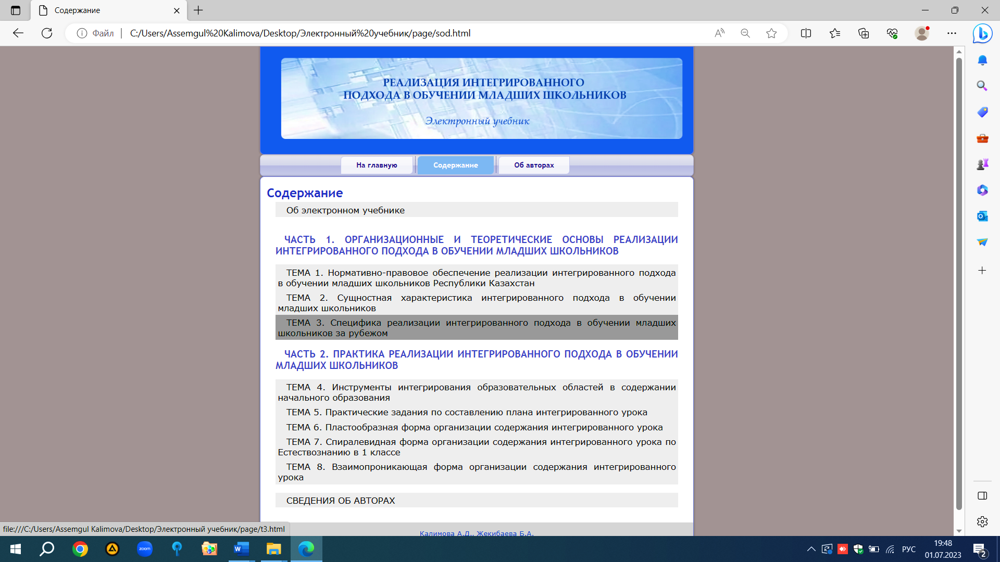 Содержание
Файл
C:/Users/Assemgul%20Kalimova/Desktop/Электронный%20учебник/page/sod.html
РЕАЛИЗАЦИЯ ИНТЕГРИРОВАННОГО
ПОДХОДА В ОБУЧЕНИИ МЛАДШИХ ШКОЛЬНИКОВ
Электронный учебник
На главную
Содержание
Об авторах
Содержание
Об электронном учебнике
ЧАСТЬ 1. ОРГАНИЗАЦИОННЫЕ И ТЕОРЕТИЧЕСКИЕ ОСНОВЫ РЕАЛИЗАЦИИ
ИНТЕГРИРОВАННОГО ПОДХОДА В ОБУЧЕНИИ МЛАДШИХ ШКОЛЬНИКОВ
ТЕМА 1. Нормативно-правовое обеспечение реализации интегрированного подхода
в обучении младших школьников Республики Казахстан
ТЕМА 2. Сущностная характеристика интегрированного подхода в обучении
младших школьников
ТЕМА 3. Специфика реализации интегрированного подхода в обучении младших
школьников за рубежом
ЧАСТЬ 2. ПРАКТИКА РЕАЛИЗАЦИИ ИНТЕГРИРОВАННОГО ПОДХОДА В ОБУЧЕНИИ
МЛАДШИХ ШКОЛЬНИКОВ
ТЕМА 4. Инструменты интегрирования образовательных областей в содержании
начального образования
ТЕМА 5. Практические задания по составлению плана интегрированного урока
ТЕМА 6. Пластообразная форма организации содержания интегрированного урока
ТЕМА 7. Спиралевидная форма организации содержания интегрированного урока по
Естествознанию в 1 классе
ТЕМА 8. Взаимопроникающая форма организации содержания интегрированного
урока
СВЕДЕНИЯ ОБ АВТОРАХ
Калимова А.Д., Жекибаева Б.А.
file:///C:/Users/Assemgul Kalimova/Desktop/Электронный учебник/page/t3.html
zoom
РУС
19:48
01.07.2023
2